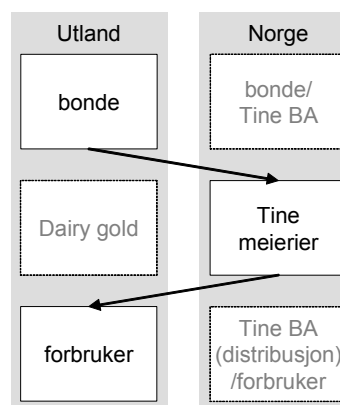 Utland
Norge
bonde
bonde/
Tine BA
Dairy gold
Tine
meierier
forbruker
Tine BA
(distribusjon)
/forbruker